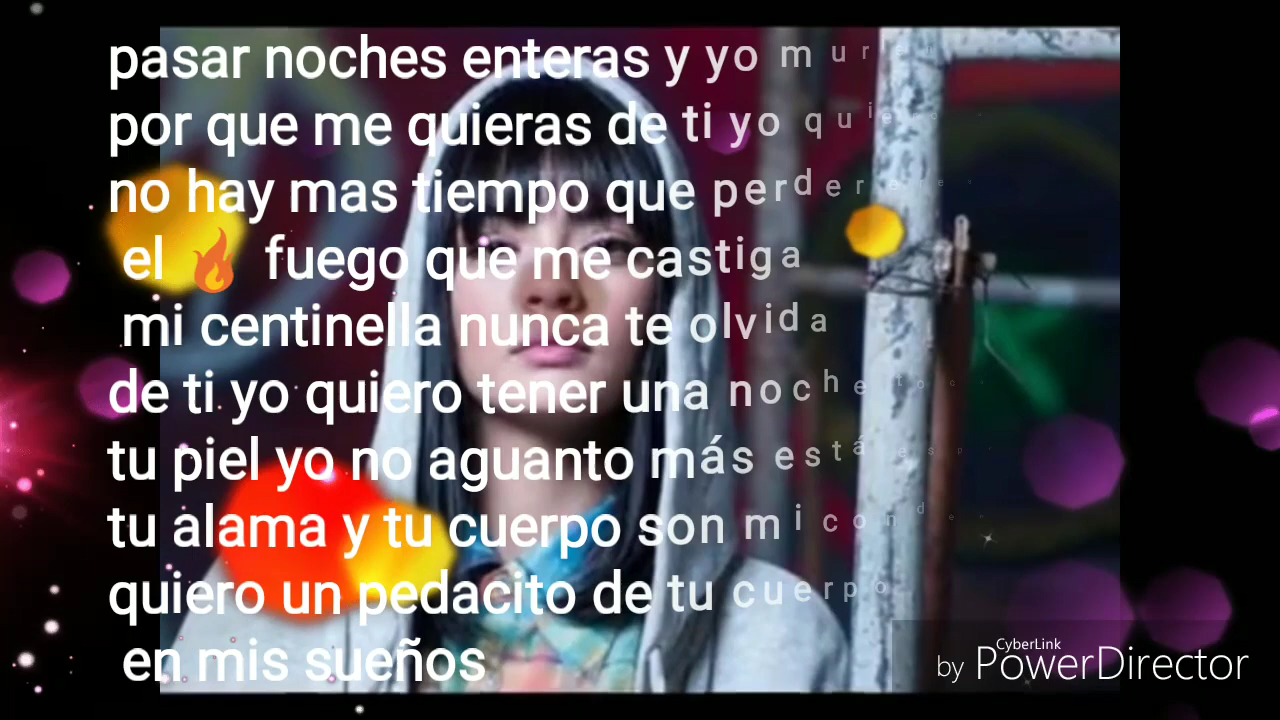 pasar noches enteras y yo
por que me quieras de ti yo
no hay mas tiempo que perder
el 🔥 fuego que me castiga
mi centinella nunca te olvida
de ti yo quiero tener una noche
tu piel yo no aguanto más está
tu alama y tu cuerpo son mi
quiero un pedacito de tu cuerpo
en mis sueños
by CyberLink PowerDirector